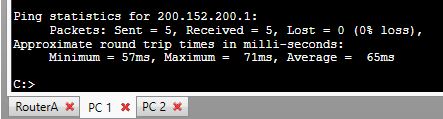 Ping statistics for 200.152.200.1:
Packets: Sent = 5, Received = 5, Lost = 0 (0% loss),
Approximate round trip times in milli-seconds:
Minimum = 57ms, Maximum =  71ms, Average =  65ms
C:>
RouterA PC 1 PC 2